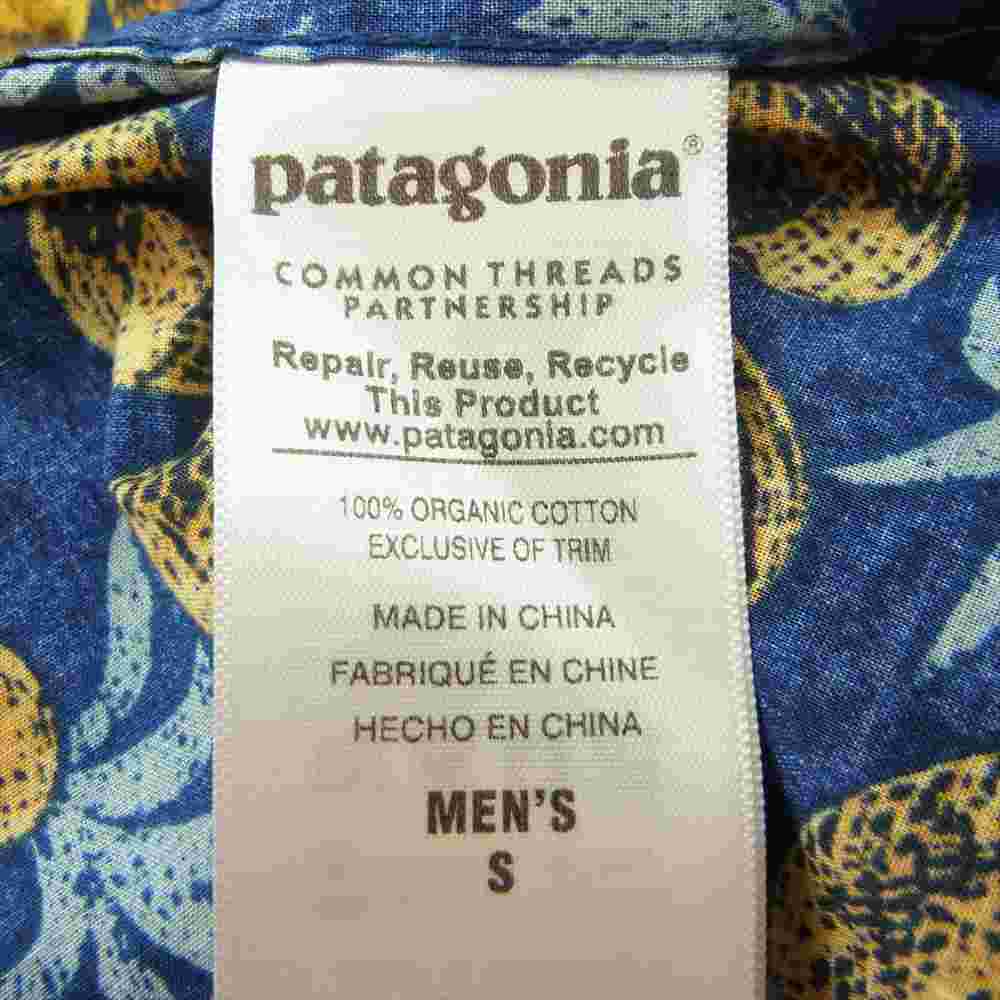 patagonia®
COMMON THREADS
PARTNERSHIP
Repair, Reuse, Recycle
This Product
www.patagonia.com
100% ORGANIC COTTON
EXCLUSIVE OF TRIM
MADE IN CHINA
FABRIQUÉ EN CHINE
HECHO EN CHINA
MEN'S
S